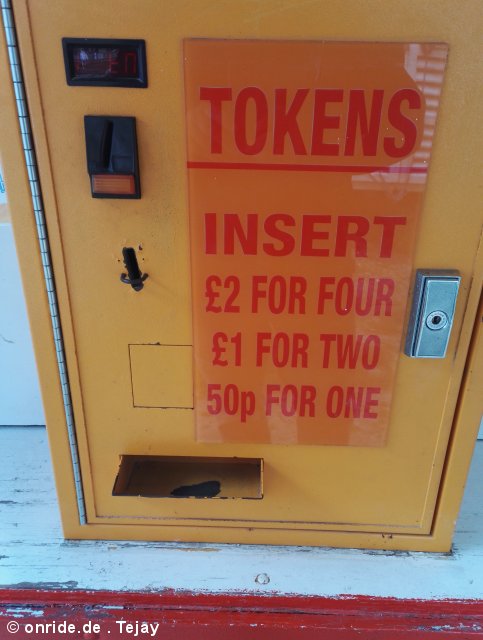 TOKENS
INSERT
£2 FOR FOUR
£1 FOR TWO
50p FOR ONE
© onride.de . Tejay